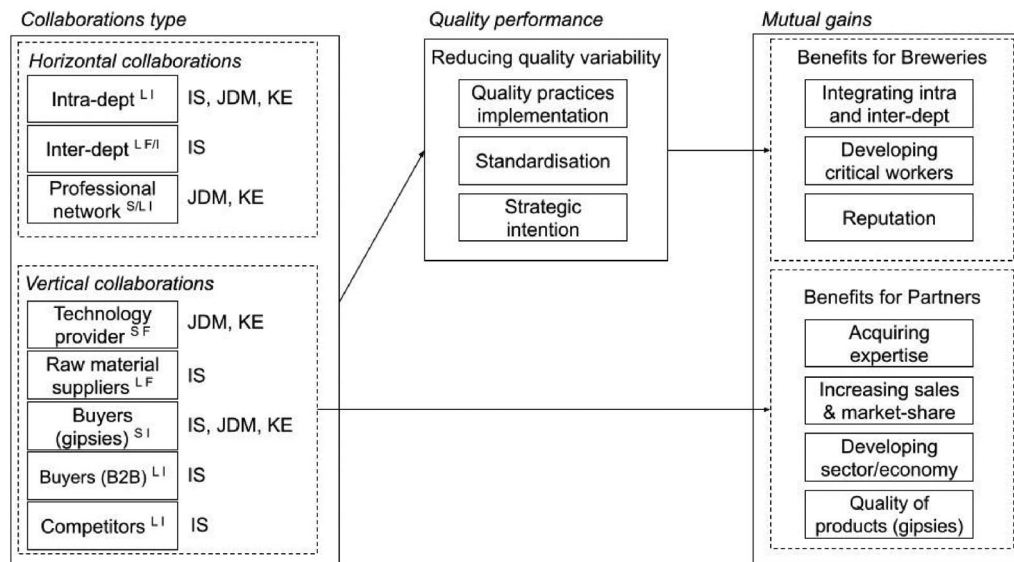 Collaborations type
Horizontal collaborations
Intra-dept L I
IS, JDM, KE
Inter-dept L F/I
IS
Professional
network S/L I
JDM, KE
Vertical collaborations
Technology
provider S F
JDM, KE
Raw material
suppliers L F
IS
Buyers
(gipsies) S I
IS, JDM, KE
Buyers (B2B) L I
IS
Competitors L I
IS
Quality performance
Reducing quality variability
Quality practices
implementation
Standardisation
Strategic
intention
Mutual gains
Benefits for Breweries
Integrating intra
and inter-dept
Developing
critical workers
Reputation
Benefits for Partners
Acquiring
expertise
Increasing sales
& market-share
Developing
sector/economy
Quality of
products (gipsies)